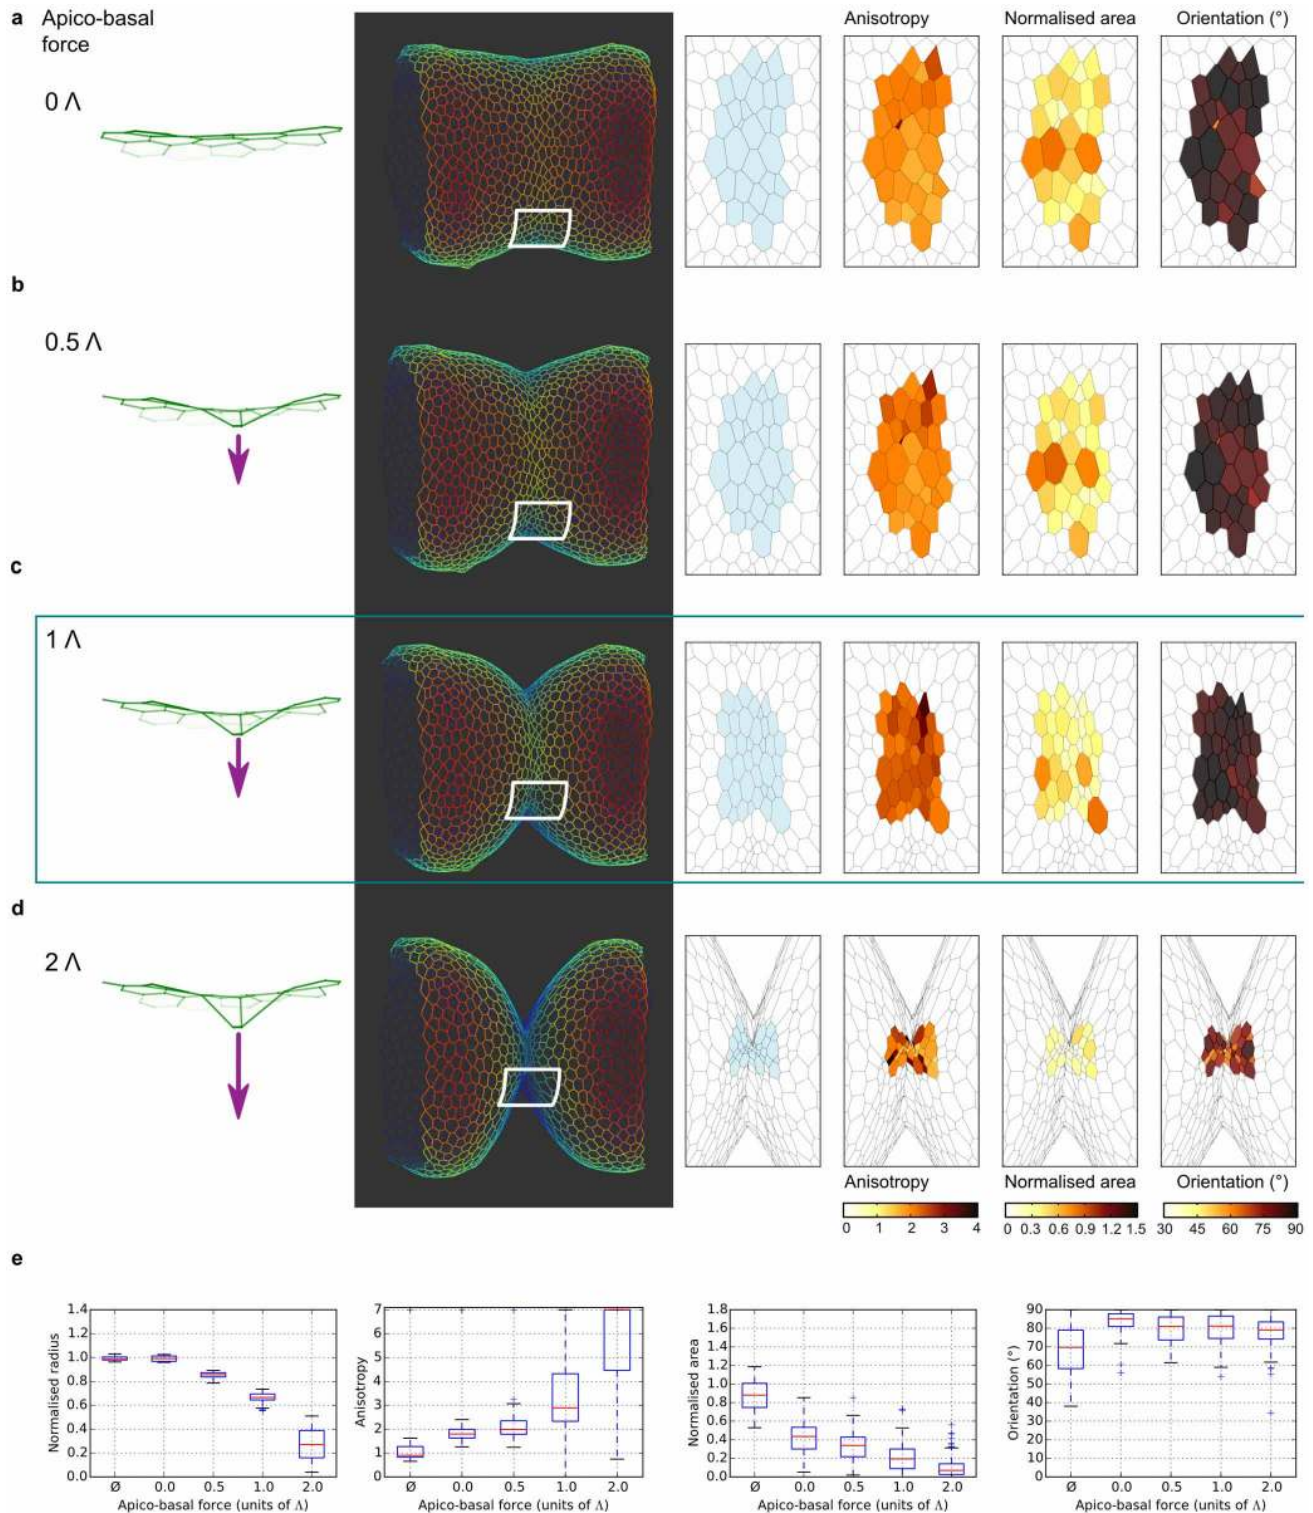 a Apico-basal
force
Anisotropy Normalised area Orientation (°)
0 Λ
b
0.5 Λ
c
1 Λ
d
2 Λ
Anisotropy Normalised area Orientation (°)
0 1 2 3 4 0 0.3 0.6 0.9 1.2 1.5 30 45 60 75 90
e
Normalised radius
1.4
1.2
1.0
0.8
0.6
0.4
0.2
0.0
Ø 0.0 0.5 1.0 2.0
Apico-basal force (units of Λ)
Anisotropy
7
6
5
4
3
2
1
0
Ø 0.0 0.5 1.0 2.0
Apico-basal force (units of Λ)
Normalised area
1.8
1.6
1.4
1.2
1.0
0.8
0.6
0.4
0.2
0.0
Ø 0.0 0.5 1.0 2.0
Apico-basal force (units of Λ)
Orientation (°)
90
80
70
60
50
40
30
20
10
0
Ø 0.0 0.5 1.0 2.0
Apico-basal force (units of Λ)